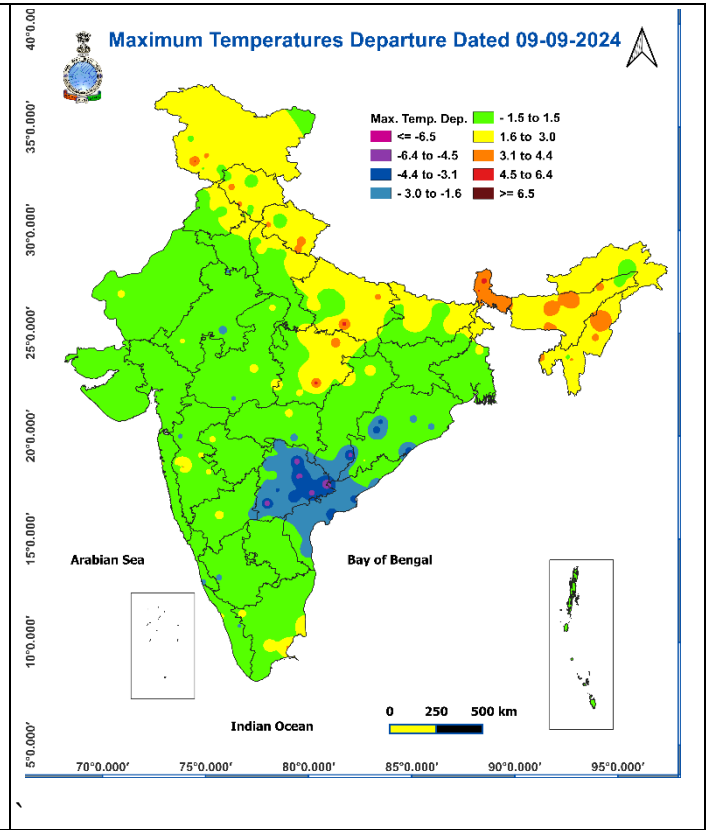 Maximum Temperatures Departure Dated 09-09-2024
Max. Temp. Dep.
<= -6.5
-6.4 to -4.5
-4.4 to -3.1
- 3.0 to -1.6
- 1.5 to 1.5
1.6 to 3.0
3.1 to 4.4
4.5 to 6.4
>= 6.5
40°0.000'
35°0.000'
30°0.000'
25°0.000'
20°0.000'
15°0.000'
10°0.000'
5°0.000'
Arabian Sea
Bay of Bengal
Indian Ocean
0 250 500 km
70°0.000' 75°0.000' 80°0.000' 85°0.000' 90°0.000' 95°0.000'
`